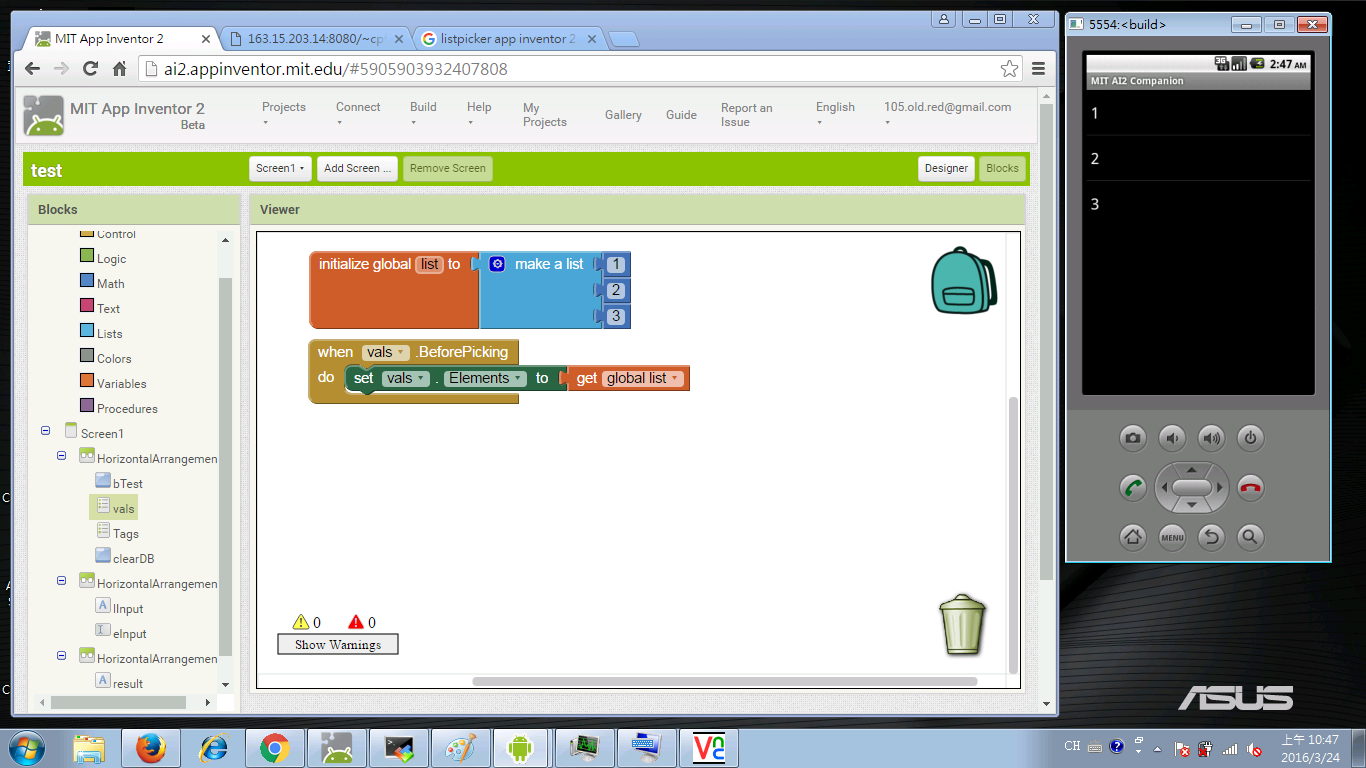 MIT App Inventor 2
163.15.203.14:8080/~cp
listpicker app inventor 2
ai2.appinventor.mit.edu/#5905903932407808
MIT App Inventor 2
Beta
Projects
Connect
Build
Help
My Projects
Gallery
Guide
Report an Issue
English
105.old.red@gmail.com
test
Screen1
Add Screen ...
Remove Screen
Designer
Blocks
Blocks
Control
Logic
Math
Text
Lists
Colors
Variables
Procedures
Screen1
HorizontalArrangemen
bTest
vals
Tags
clearDB
HorizontalArrangemen
lInput
eInput
HorizontalArrangemen
result
Viewer
initialize global list to make a list 1
2
3
when vals .BeforePicking
do set vals . Elements to get global list
0 0
Show Warnings
5554:<build>
3G 2:47 AM
MIT AI2 Companion
1
2
3
MENU
ASUS
CH
上午 10:47
2016/3/24